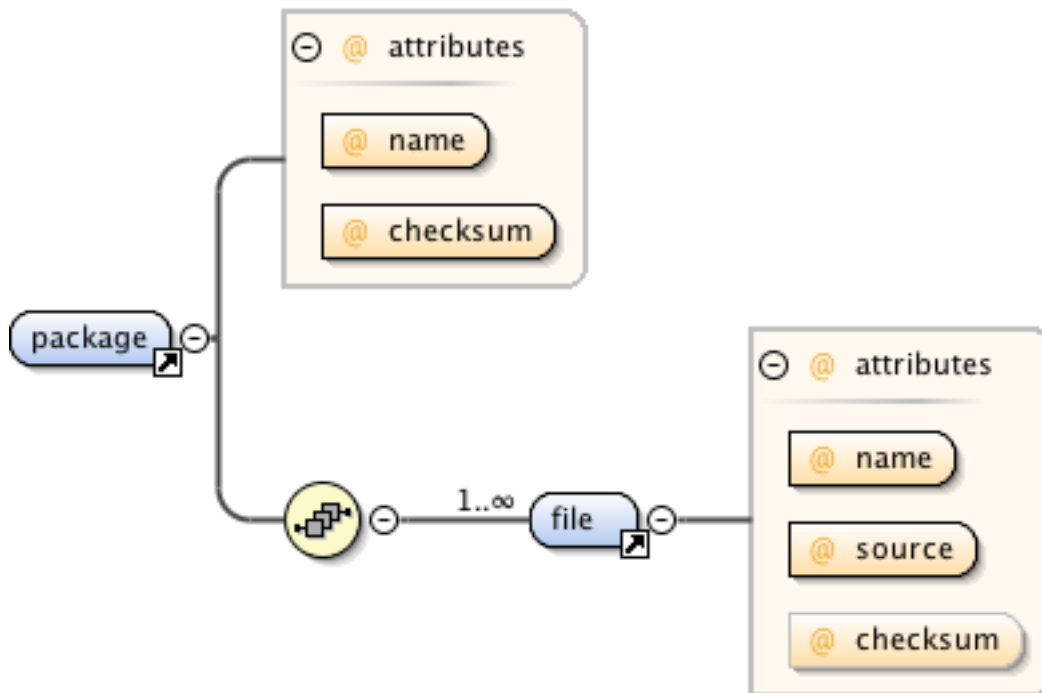 @ attributes
@ name
@ checksum
package
@ attributes
@ name
1..∞ file
@ source
@ checksum